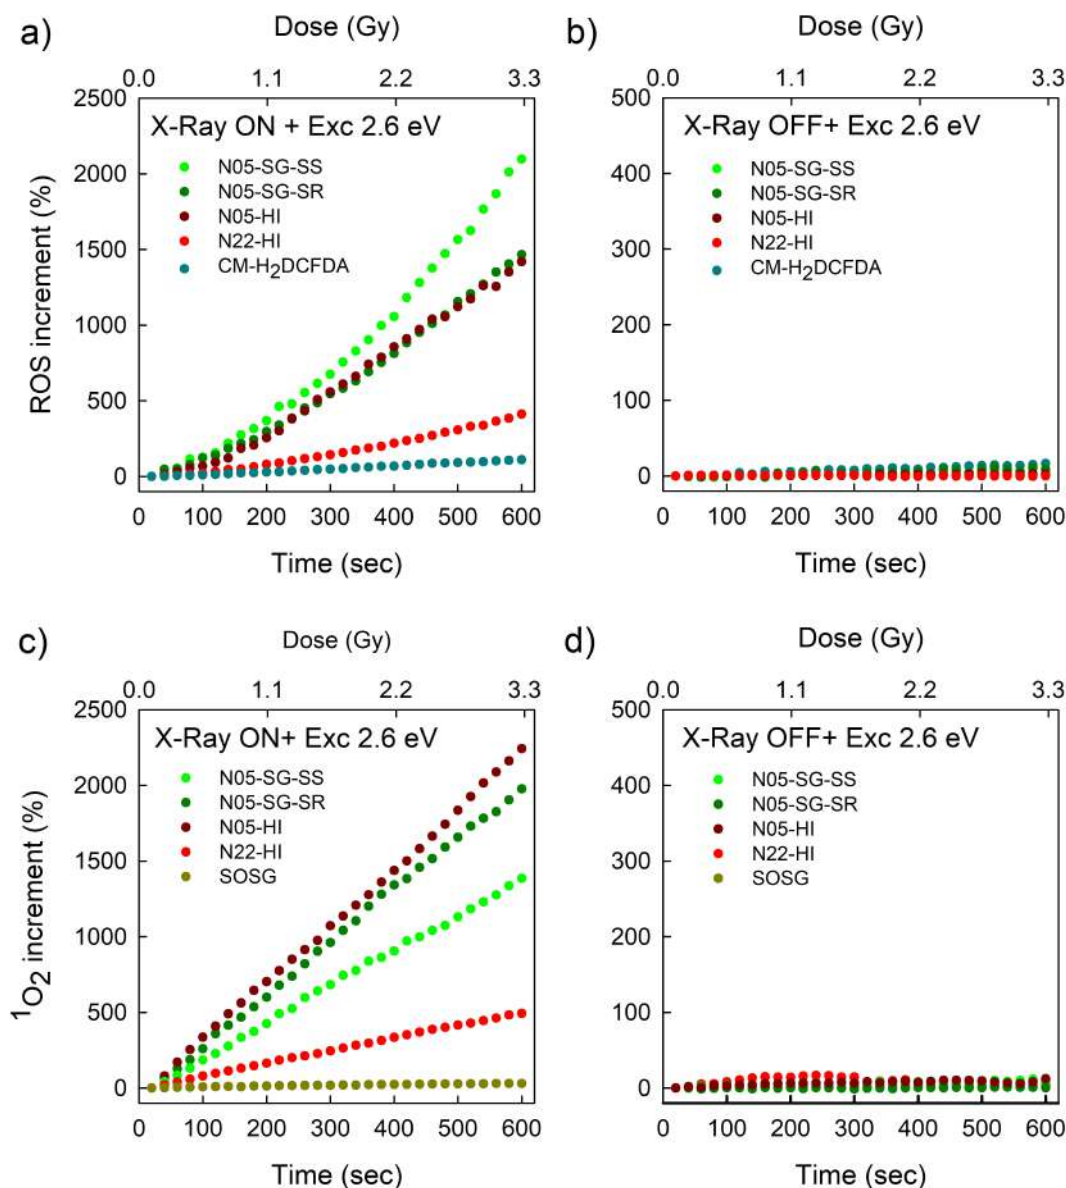 a)
Dose (Gy)
0.0 1.1 2.2 3.3
2500
2000
1500
1000
500
0
ROS increment (%)
X-Ray ON + Exc 2.6 eV
N05-SG-SS
N05-SG-SR
N05-HI
N22-HI
CM-H2DCFDA
0 100 200 300 400 500 600
Time (sec)
b)
Dose (Gy)
0.0 1.1 2.2 3.3
500
400
300
200
100
0
X-Ray OFF+ Exc 2.6 eV
N05-SG-SS
N05-SG-SR
N05-HI
N22-HI
CM-H2DCFDA
0 100 200 300 400 500 600
Time (sec)
c)
Dose (Gy)
0.0 1.1 2.2 3.3
2500
2000
1500
1000
500
0
1O2 increment (%)
X-Ray ON+ Exc 2.6 eV
N05-SG-SS
N05-SG-SR
N05-HI
N22-HI
SOSG
0 100 200 300 400 500 600
Time (sec)
d)
Dose (Gy)
0.0 1.1 2.2 3.3
500
400
300
200
100
0
X-Ray OFF+ Exc 2.6 eV
N05-SG-SS
N05-SG-SR
N05-HI
N22-HI
SOSG
0 100 200 300 400 500 600
Time (sec)